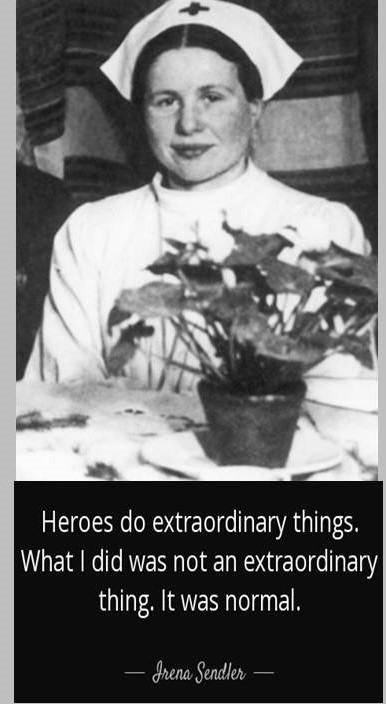 Heroes do extraordinary things.
What I did was not an extraordinary
thing. It was normal.
— Irena Sendler —